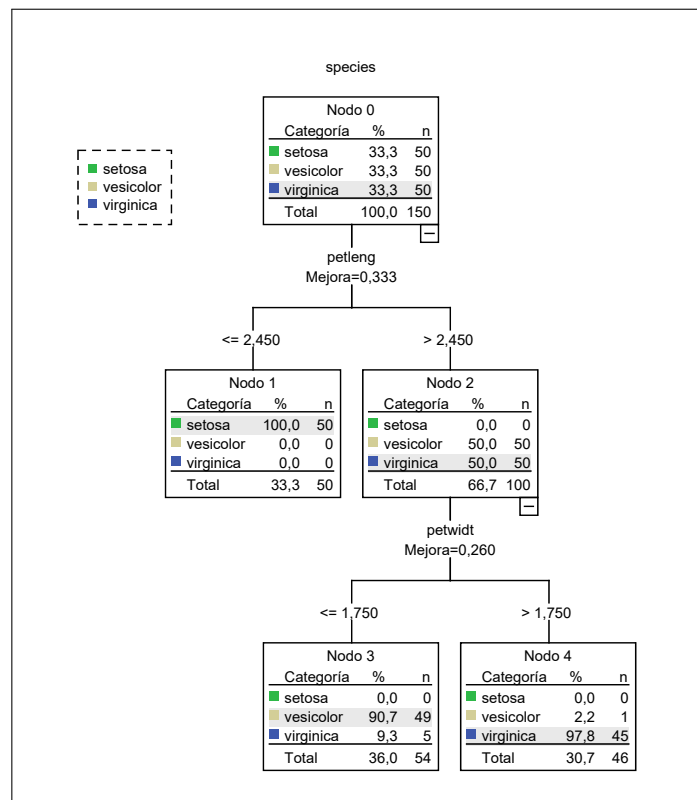 species
Nodo 0
Categoría % n
setosa 33,3 50
vesicolor 33,3 50
virginica 33,3 50
Total 100,0 150
setosa
vesicolor
virginica
petleng
Mejora=0,333
<= 2,450
> 2,450
Nodo 1
Categoría % n
setosa 100,0 50
vesicolor 0,0 0
virginica 0,0 0
Total 33,3 50
Nodo 2
Categoría % n
setosa 0,0 0
vesicolor 50,0 50
virginica 50,0 50
Total 66,7 100
petwidt
Mejora=0,260
<= 1,750
> 1,750
Nodo 3
Categoría % n
setosa 0,0 0
vesicolor 90,7 49
virginica 9,3 5
Total 36,0 54
Nodo 4
Categoría % n
setosa 0,0 0
vesicolor 2,2 1
virginica 97,8 45
Total 30,7 46